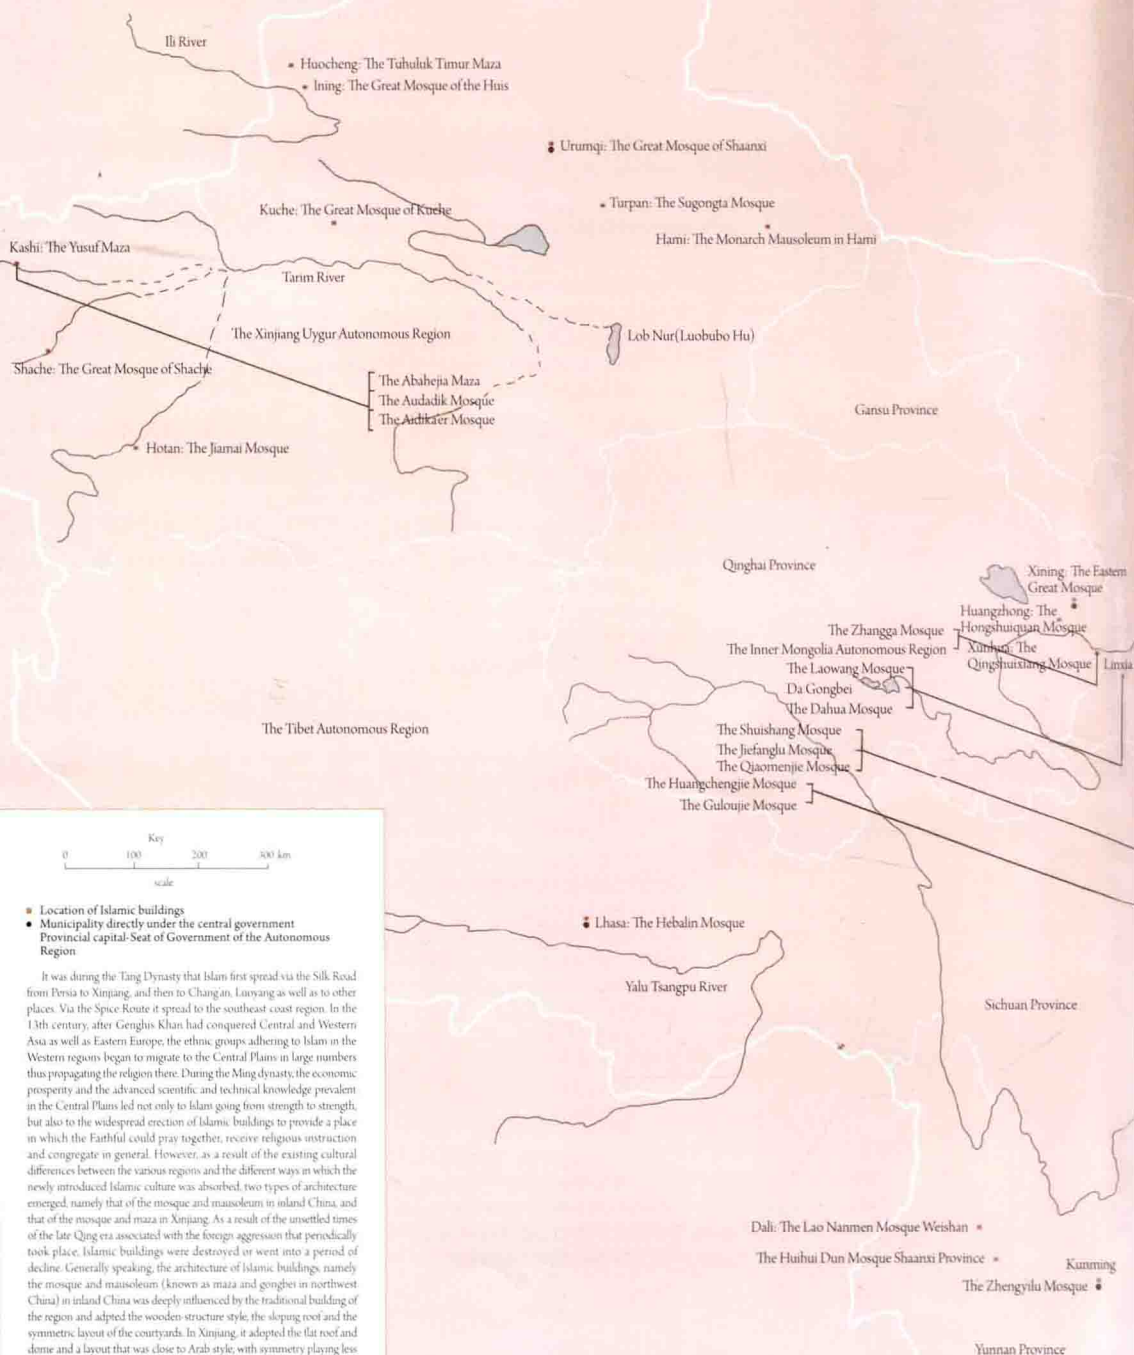 Ili River
Huocheng: The Tuhuluk Timur Maza
Ining: The Great Mosque of the Huis
Urumqi: The Great Mosque of Shaanxi
Turpan: The Sugongta Mosque
Kuche: The Great Mosque of Kuche
Hami: The Monarch Mausoleum in Hami
Kashi: The Yusuf Maza
Tarim River
The Xinjiang Uygur Autonomous Region
Lob Nur(Luobubo Hu)
Shache: The Great Mosque of Shache
The Abahejia Maza
The Audadik Mosque
The Aidika'er Mosque
Gansu Province
Hotan: The Jiamai Mosque
Qinghai Province
Xining: The Eastern
Great Mosque
Huangzhong: The
Hongshuiquan Mosque
The Zhangga Mosque
The Inner Mongolia Autonomous Region
Xunhua: The
Qingshuixiang Mosque
Linxia
The Laowang Mosque
Da Gongbei
The Dahua Mosque
The Tibet Autonomous Region
The Shuishang Mosque
The Jiefanglu Mosque
The Qiaomenjie Mosque
The Huangchengjie Mosque
The Guloujie Mosque
Key
0 100 200 300 km
scale
Location of Islamic buildings
Municipality directly under the central government
Provincial capital-Seat of Government of the Autonomous
Region
It was during the Tang Dynasty that Islam first spread via the Silk Road
from Persia to Xinjiang, and then to Chang'an, Luoyang as well as to other
places. Via the Spice Route it spread to the southeast coast region. In the
13th century, after Genghis Khan had conquered Central and Western
Asia as well as Eastern Europe, the ethnic groups adhering to Islam in the
Western regions began to migrate to the Central Plains in large numbers
thus propagating the religion there. During the Ming dynasty, the economic
prosperity and the advanced scientific and technical knowledge prevalent
in the Central Plains led not only to Islam going from strength to strength,
but also to the widespread erection of Islamic buildings to provide a place
in which the Faithful could pray together, receive religious instruction
and congregate in general. However, as a result of the existing cultural
differences between the various regions and the different ways in which the
newly introduced Islamic culture was absorbed, two types of architecture
emerged, namely that of the mosque and mausoleum in inland China, and
that of the mosque and maza in Xinjiang. As a result of the unsettled times
of the late Qing era associated with the foreign aggression that periodically
took place, Islamic buildings were destroyed or went into a period of
decline. Generally speaking, the architecture of Islamic buildings, namely
the mosque and mausoleum (known as maza and gongbei in northwest
China) in inland China was deeply influenced by the traditional building of
the region and adpted the wooden-structure style, the sloping roof and the
symmetric layout of the courtyards. In Xinjiang, it adopted the flat roof and
dome and a layout that was close to Arab style, with symmetry playing less
Lhasa: The Hebalin Mosque
Yalu Tsangpu River
Sichuan Province
Dali: The Lao Nanmen Mosque Weishan
The Huihui Dun Mosque Shaanxi Province
Kunming
The Zhengyilu Mosque
Yunnan Province